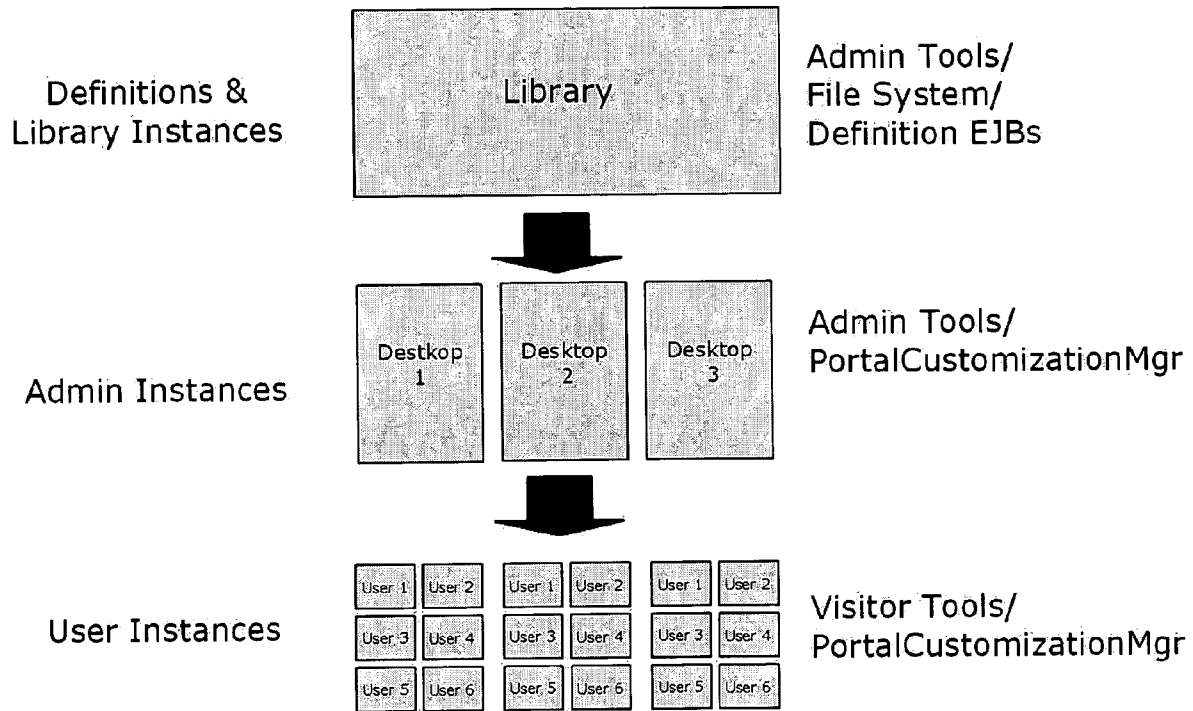 Definitions &
Library Instances
Library
Admin Tools/
File System/
Definition EJBs
Admin Instances
Destkop
1
Desktop
2
Desktop
3
Admin Tools/
PortalCustomizationMgr
User Instances
User 1 User 2 User 1 User 2 User 1 User 2
User 3 User 4 User 3 User 4 User 3 User 4
User 5 User 6 User 5 User 6 User 5 User 6
Visitor Tools/
PortalCustomizationMgr